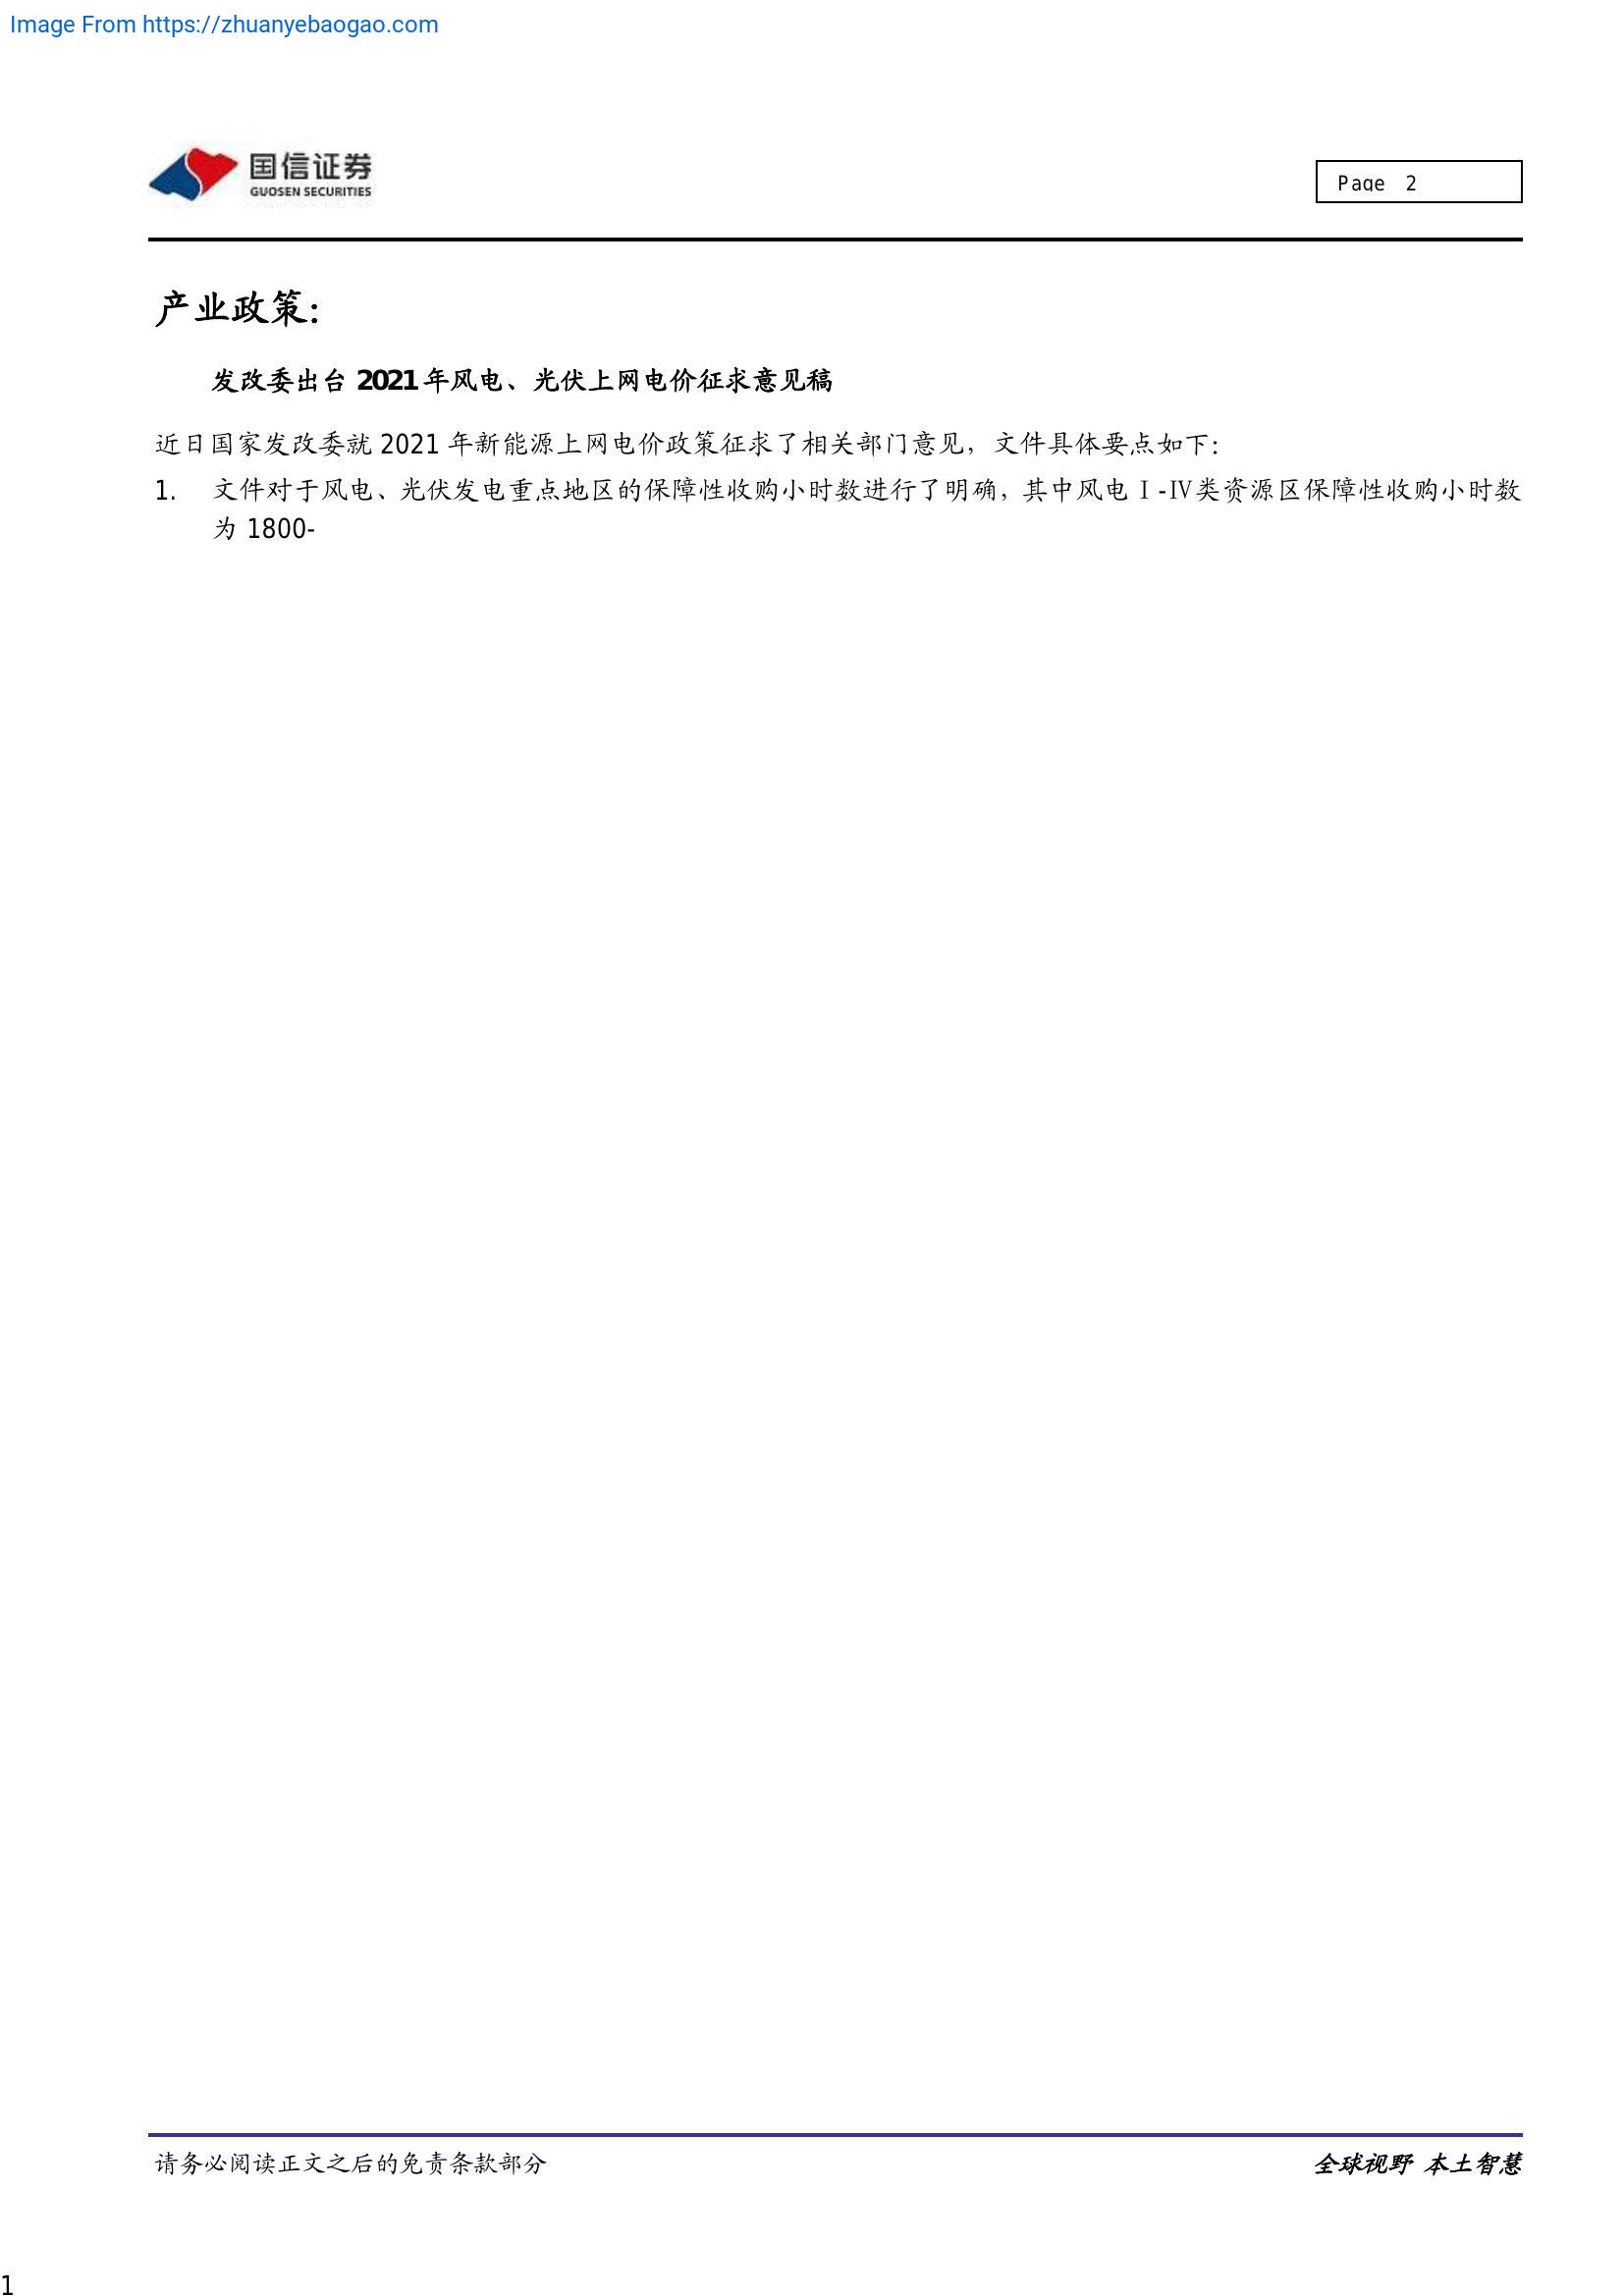 Image From https://zhuanyebaogao.com
国信证券
GUOSEN SECURITIES
Page 2
产业政策：
发改委出台 2021 年风电、光伏上网电价征求意见稿
近日国家发改委就 2021 年新能源上网电价政策征求了相关部门意见，文件具体要点如下：
1. 文件对于风电、光伏发电重点地区的保障性收购小时数进行了明确，其中风电Ⅰ-Ⅳ类资源区保障性收购小时数
为 1800-
请务必阅读正文之后的免责条款部分
全球视野 本土智慧
1